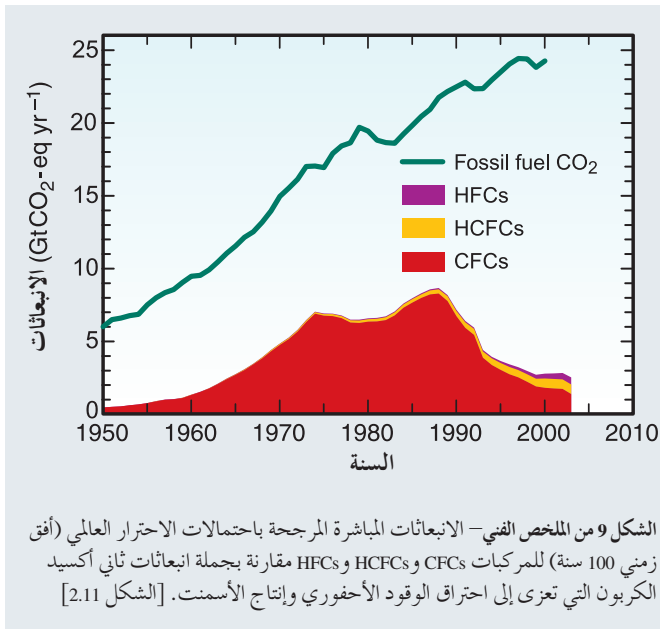 25
20
15
10
5
0
الانبعاثات (GtCO₂-eq yr⁻¹)
Fossil fuel CO₂
HFCs
HCFCs
CFCs
1950 1960 1970 1980 1990 2000 2010
السنة
الشكل 9 من الملخص الفني – الانبعاثات المباشرة المرجحة باحتمالات الاحترار العالمي (أفق
زمني 100 سنة) للمركبات CFCs و HCFCs و HFCs مقارنة بجملة انبعاثات ثاني أكسيد
الكربون التي تعزى إلى احتراق الوقود الأحفوري وإنتاج الأسمنت. [الشكل 2.11]